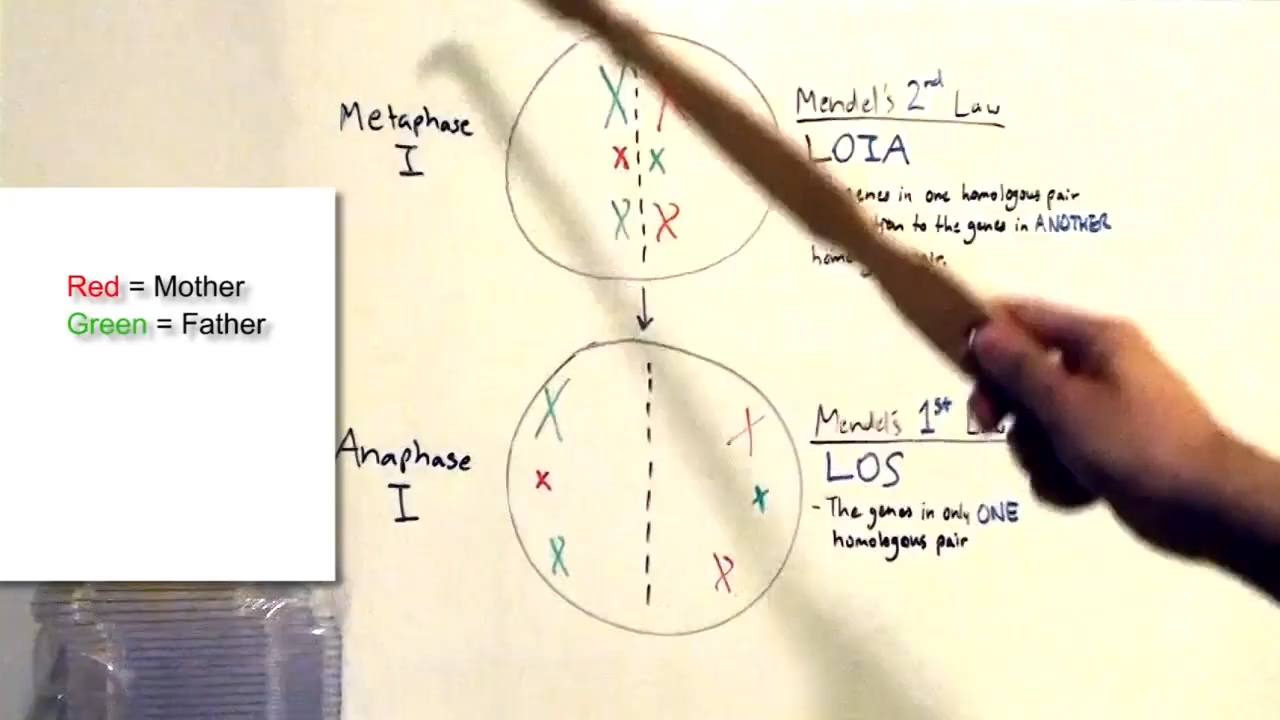 Metaphase
I
Mendel's 2nd Law
LOIA
genes in one homologous pair
to the genes in ANOTHER
Red = Mother
Green = Father
Anaphase
I
Mendel's 1st
LOS
- The genes in only ONE
homologous pair